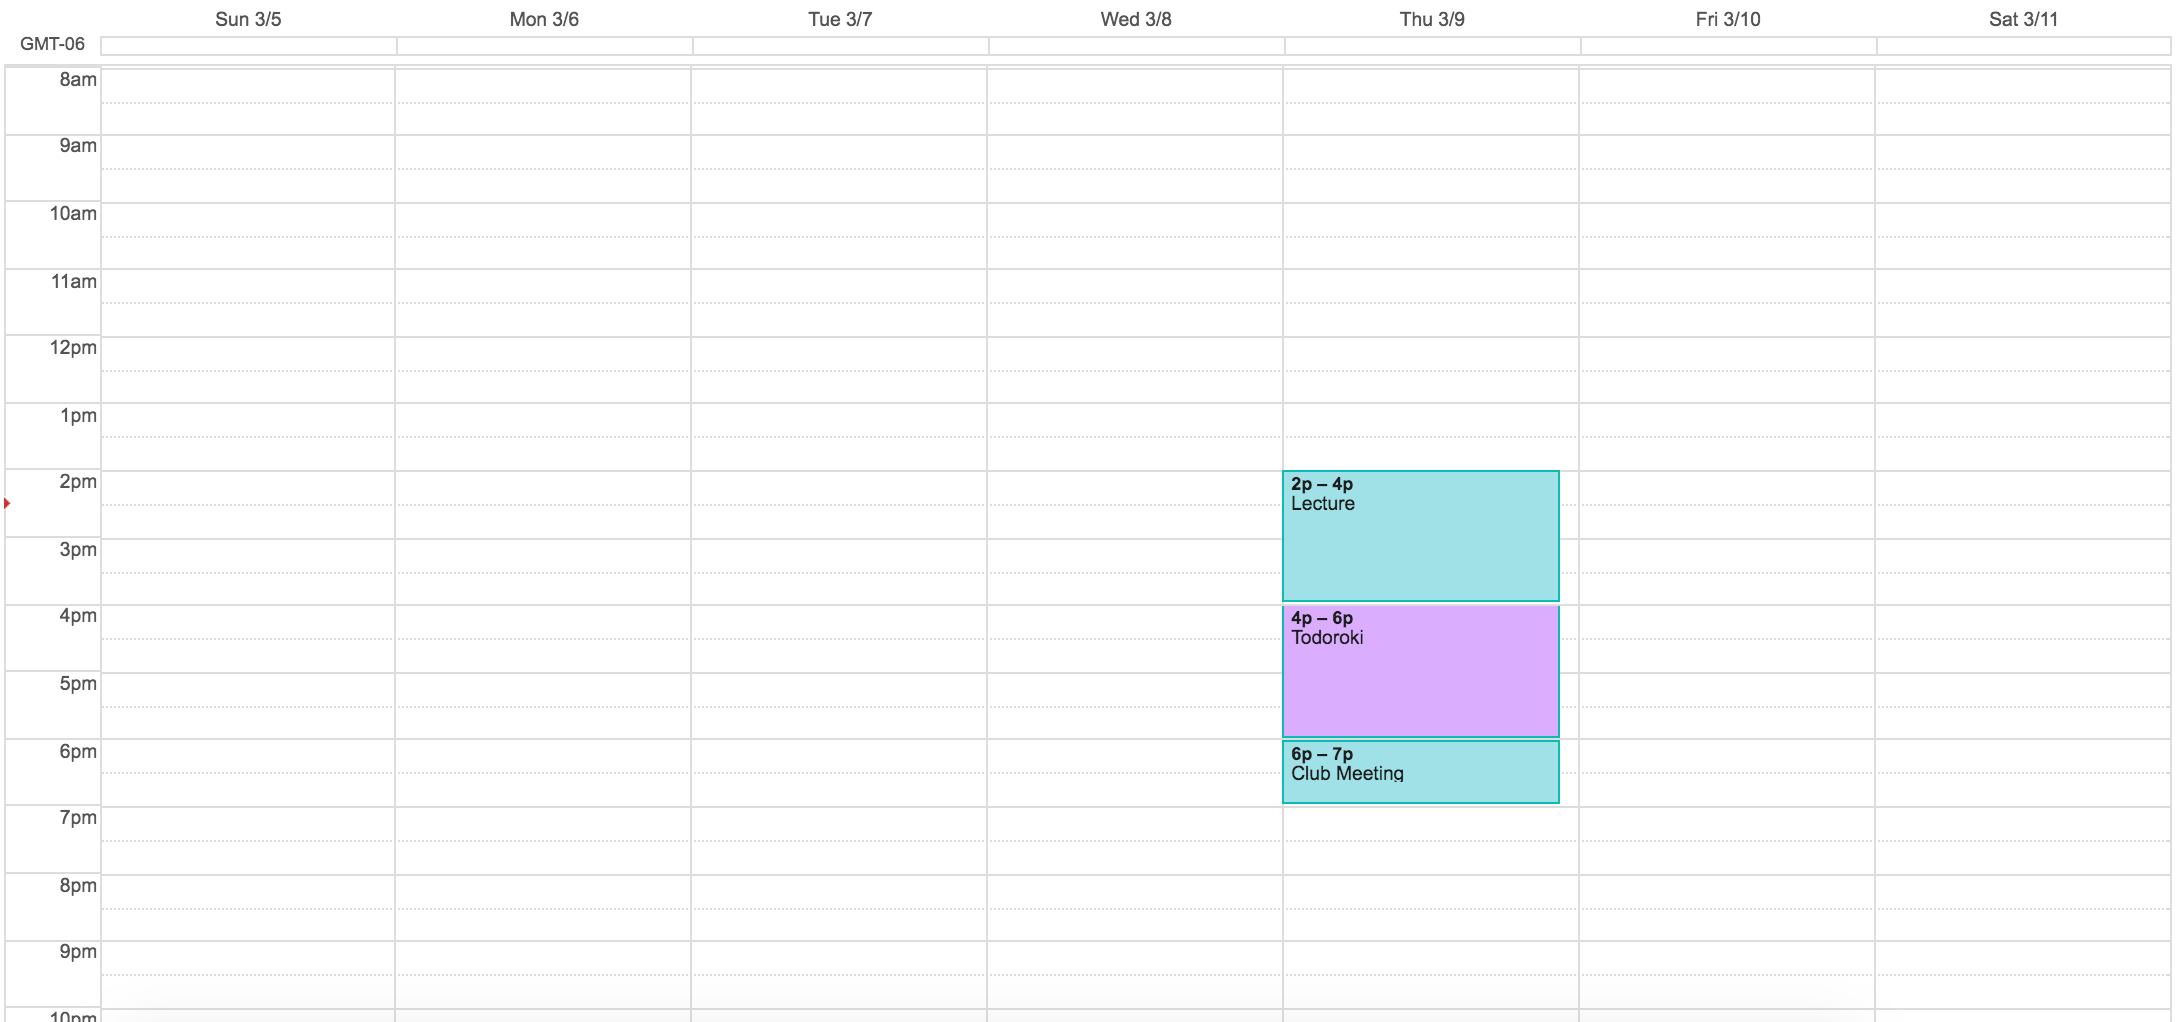 Sun 3/5 Mon 3/6 Tue 3/7 Wed 3/8 Thu 3/9 Fri 3/10 Sat 3/11
GMT-06
8am
9am
10am
11am
12pm
1pm
2pm
2p – 4p
Lecture
3pm
4pm
4p – 6p
Todoroki
5pm
6pm
6p – 7p
Club Meeting
7pm
8pm
9pm
10pm